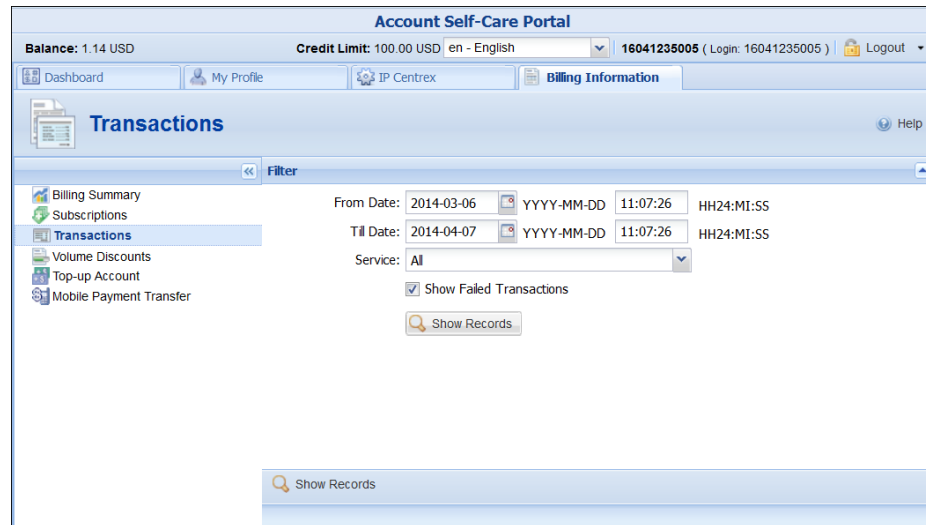 Account Self-Care Portal
Balance: 1.14 USD Credit Limit: 100.00 USD en - English 16041235005 ( Login: 16041235005 ) Logout
Dashboard My Profile IP Centrex Billing Information
Transactions Help
Filter
Billing Summary
Subscriptions
Transactions
Volume Discounts
Top-up Account
Mobile Payment Transfer
From Date: 2014-03-06 YYYY-MM-DD 11:07:26 HH24:MI:SS
Till Date: 2014-04-07 YYYY-MM-DD 11:07:26 HH24:MI:SS
Service: All
Show Failed Transactions
Show Records
Show Records